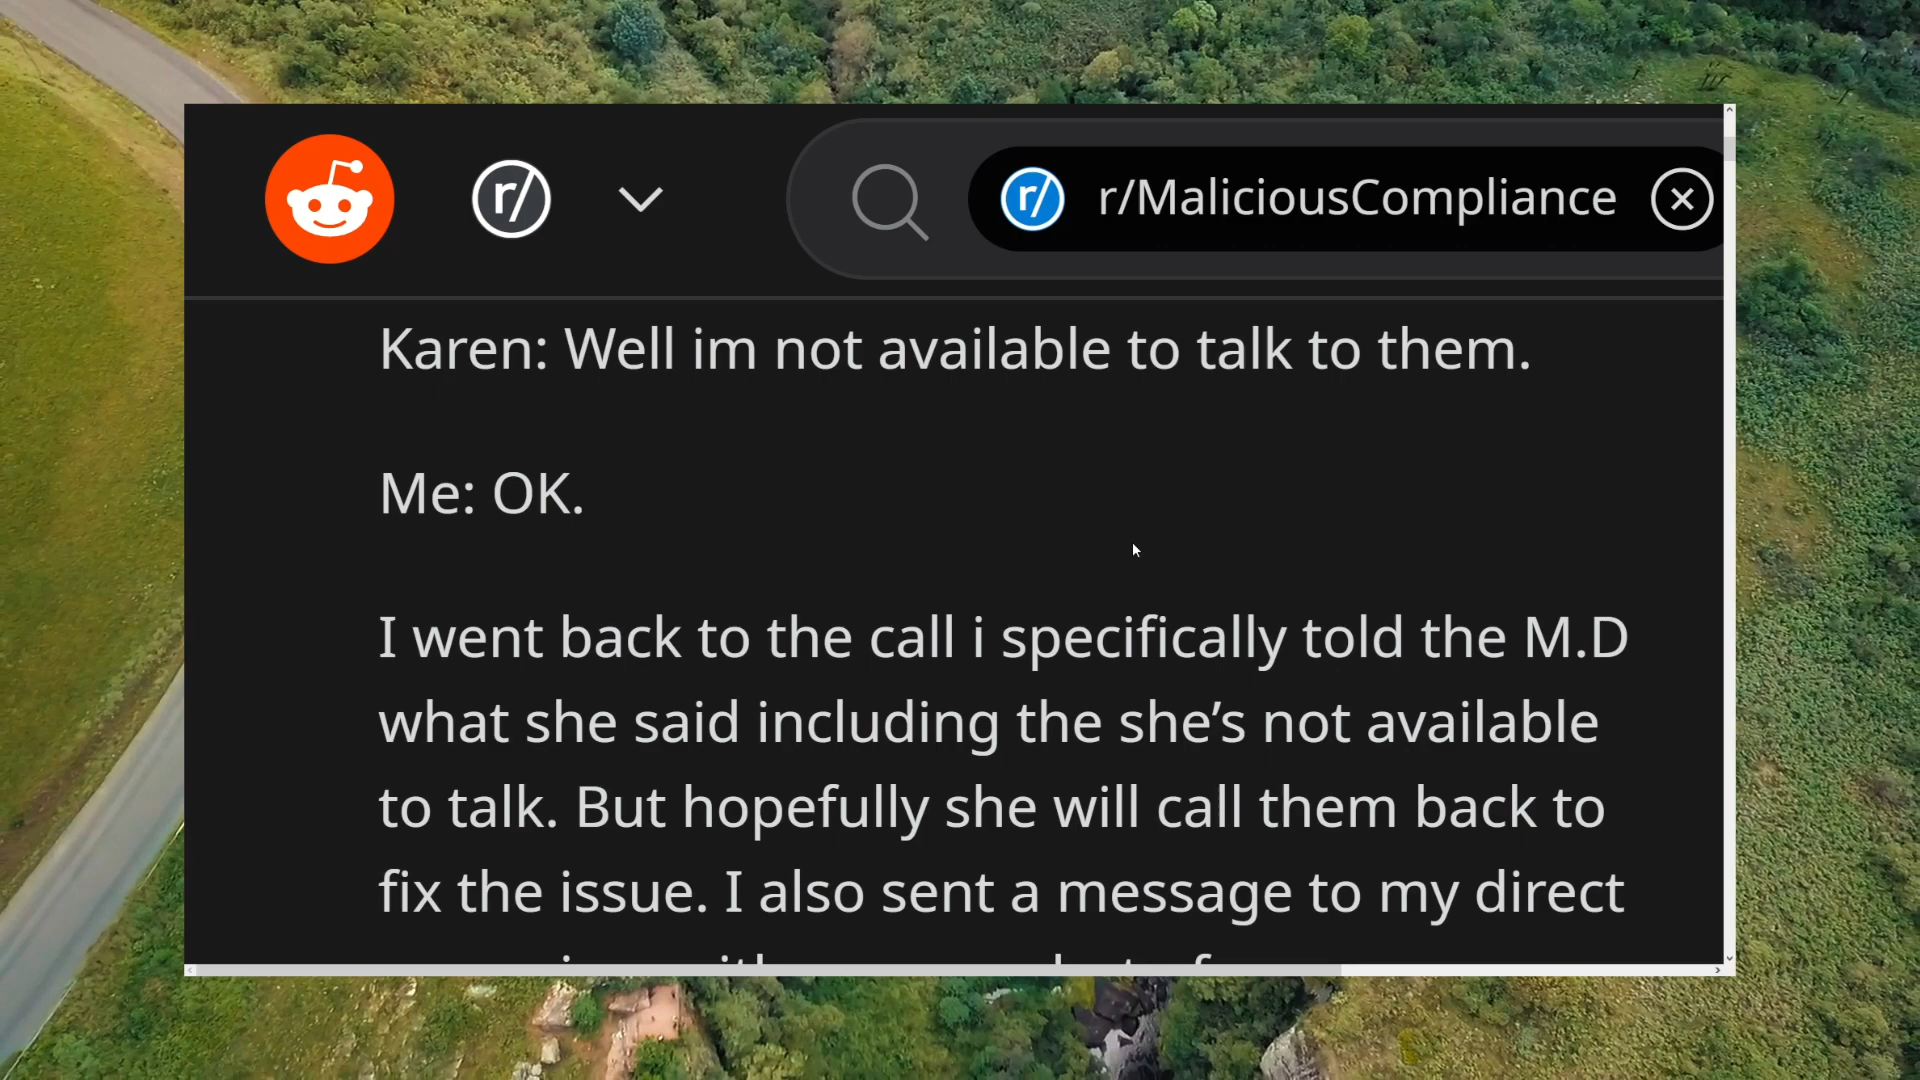 r/ r/ r/MaliciousCompliance
Karen: Well im not available to talk to them.
Me: OK.
I went back to the call i specifically told the M.D
what she said including the she’s not available
to talk. But hopefully she will call them back to
fix the issue. I also sent a message to my direct